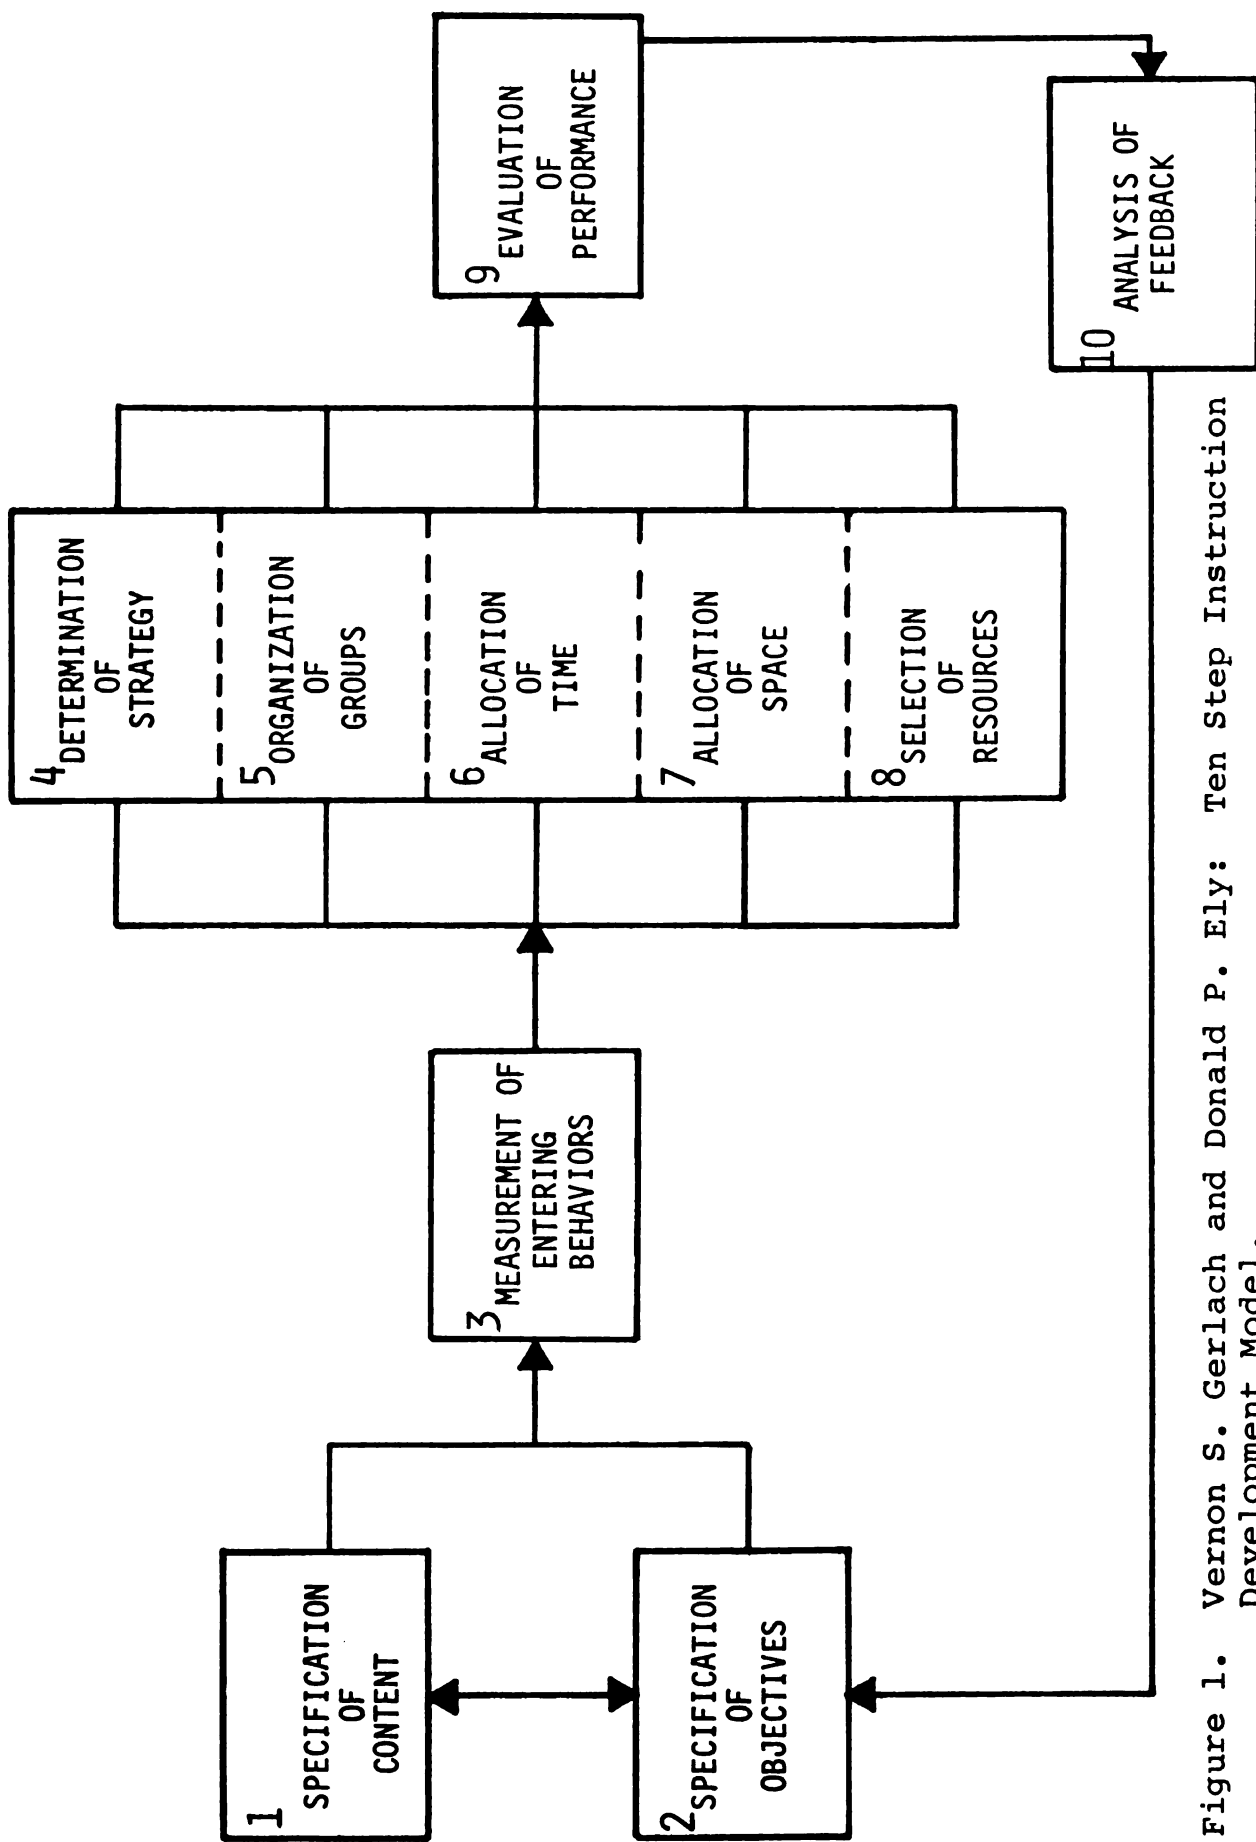 1
SPECIFICATION
OF
CONTENT
2
SPECIFICATION
OF
OBJECTIVES
3
MEASUREMENT OF
ENTERING
BEHAVIORS
4
DETERMINATION
OF
STRATEGY
5
ORGANIZATION
OF
GROUPS
6
ALLOCATION
OF
TIME
7
ALLOCATION
OF
SPACE
8
SELECTION
OF
RESOURCES
9
EVALUATION
OF
PERFORMANCE
10
ANALYSIS OF
FEEDBACK
Figure 1. Vernon S. Gerlach and Donald P. Ely: Ten Step Instruction
Development Model.